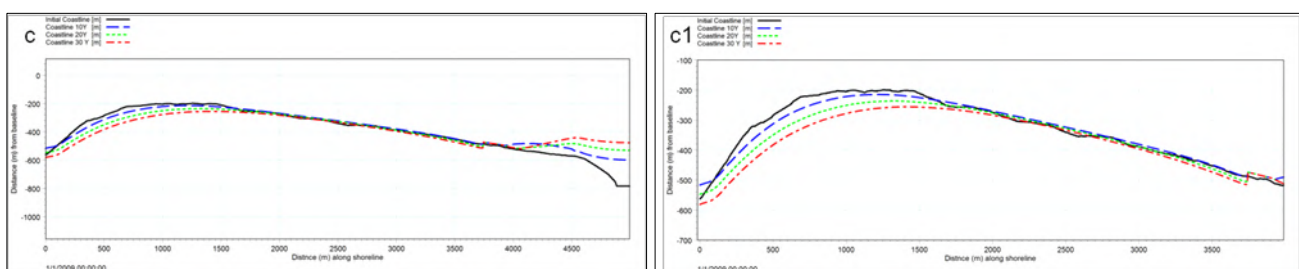 c
Initial Coastline [m]
Coastline 10Y [m]
Coastline 20Y [m]
Coastline 30 Y [m]
Distance (m) from baseline
0
-200
-400
-600
-800
-1000
0 500 1000 1500 2000 2500 3000 3500 4000 4500
Distnce (m) along shoreline
1/1/2009 00:00:00
c1
Initial Coastline [m]
Coastline 10Y [m]
Coastline 20Y [m]
Coastline 30 Y [m]
Distance (m) from baseline
-100
-200
-300
-400
-500
-600
-700
0 500 1000 1500 2000 2500 3000 3500
Distnce (m) along shoreline
1/1/2009 00:00:00